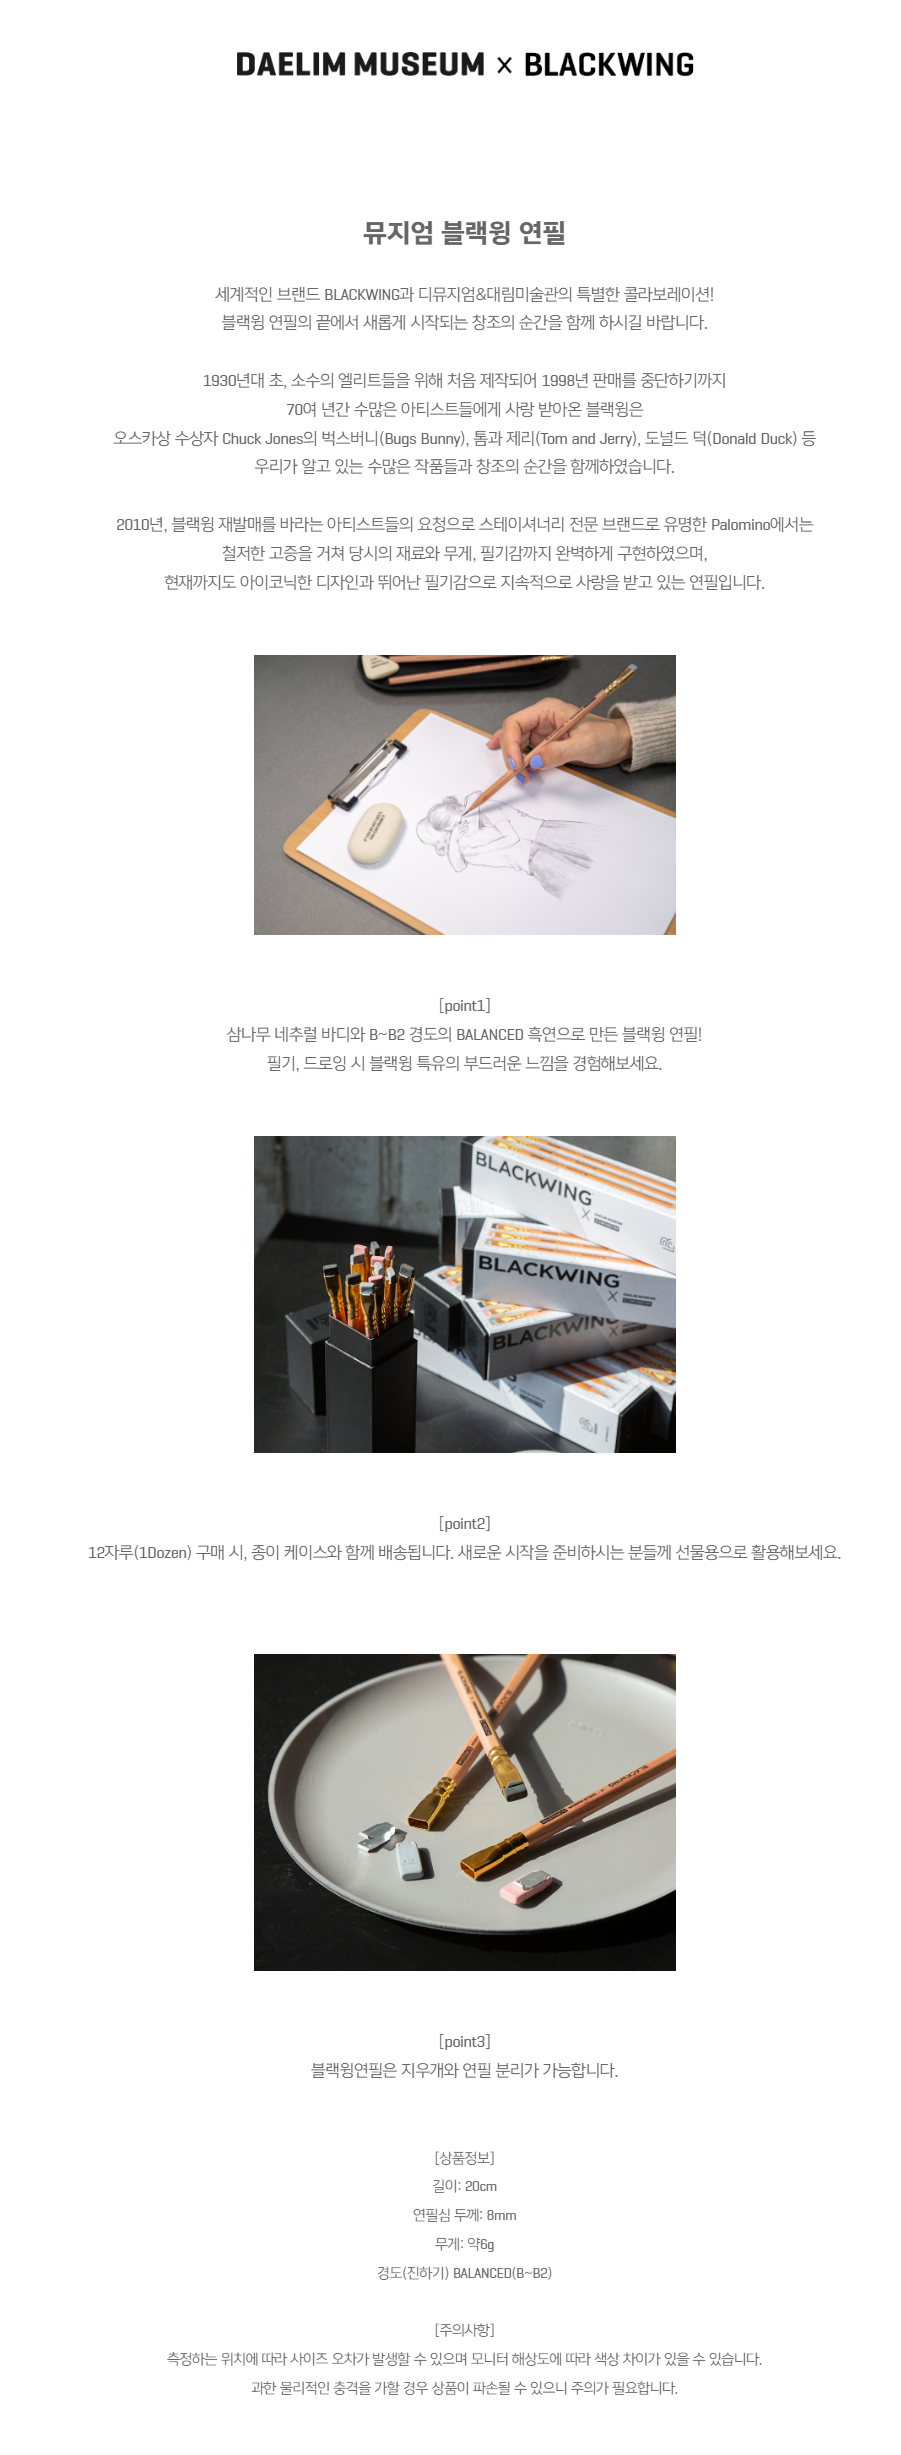 DAELIM MUSEUM × BLACKWING
뮤지엄 블랙윙 연필
세계적인 브랜드 BLACKWING과 디뮤지엄&대림미술관의 특별한 콜라보레이션!
블랙윙 연필의 끝에서 새롭게 시작되는 창조의 순간을 함께 하시길 바랍니다.
1930년대 초, 소수의 엘리트들을 위해 처음 제작되어 1998년 판매를 중단하기까지
70여 년간 수많은 아티스트들에게 사랑 받아온 블랙윙은
오스카상 수상자 Chuck Jones의 벅스버니(Bugs Bunny), 톰과 제리(Tom and Jerry), 도널드 덕(Donald Duck) 등
우리가 알고 있는 수많은 작품들과 창조의 순간을 함께하였습니다.
2010년, 블랙윙 재발매를 바라는 아티스트들의 요청으로 스테이셔너리 전문 브랜드로 유명한 Palomino에서는
철저한 고증을 거쳐 당시의 재료와 무게, 필기감까지 완벽하게 구현하였으며,
현재까지도 아이코닉한 디자인과 뛰어난 필기감으로 지속적으로 사랑을 받고 있는 연필입니다.
[point1]
삼나무 네추럴 바디와 B~B2 경도의 BALANCED 흑연으로 만든 블랙윙 연필!
필기, 드로잉 시 블랙윙 특유의 부드러운 느낌을 경험해보세요.
BLACKWING
X
BLACKWING
X
BLACKWING
X
[point2]
12자루(1Dozen) 구매 시, 종이 케이스와 함께 배송됩니다. 새로운 시작을 준비하시는 분들께 선물용으로 활용해보세요.
[point3]
블랙윙연필은 지우개와 연필 분리가 가능합니다.
[상품정보]
길이: 20cm
연필심 두께: 8mm
무게: 약6g
경도(진하기) BALANCED(B~B2)
[주의사항]
측정하는 위치에 따라 사이즈 오차가 발생할 수 있으며 모니터 해상도에 따라 색상 차이가 있을 수 있습니다.
과한 물리적인 충격을 가할 경우 상품이 파손될 수 있으니 주의가 필요합니다.